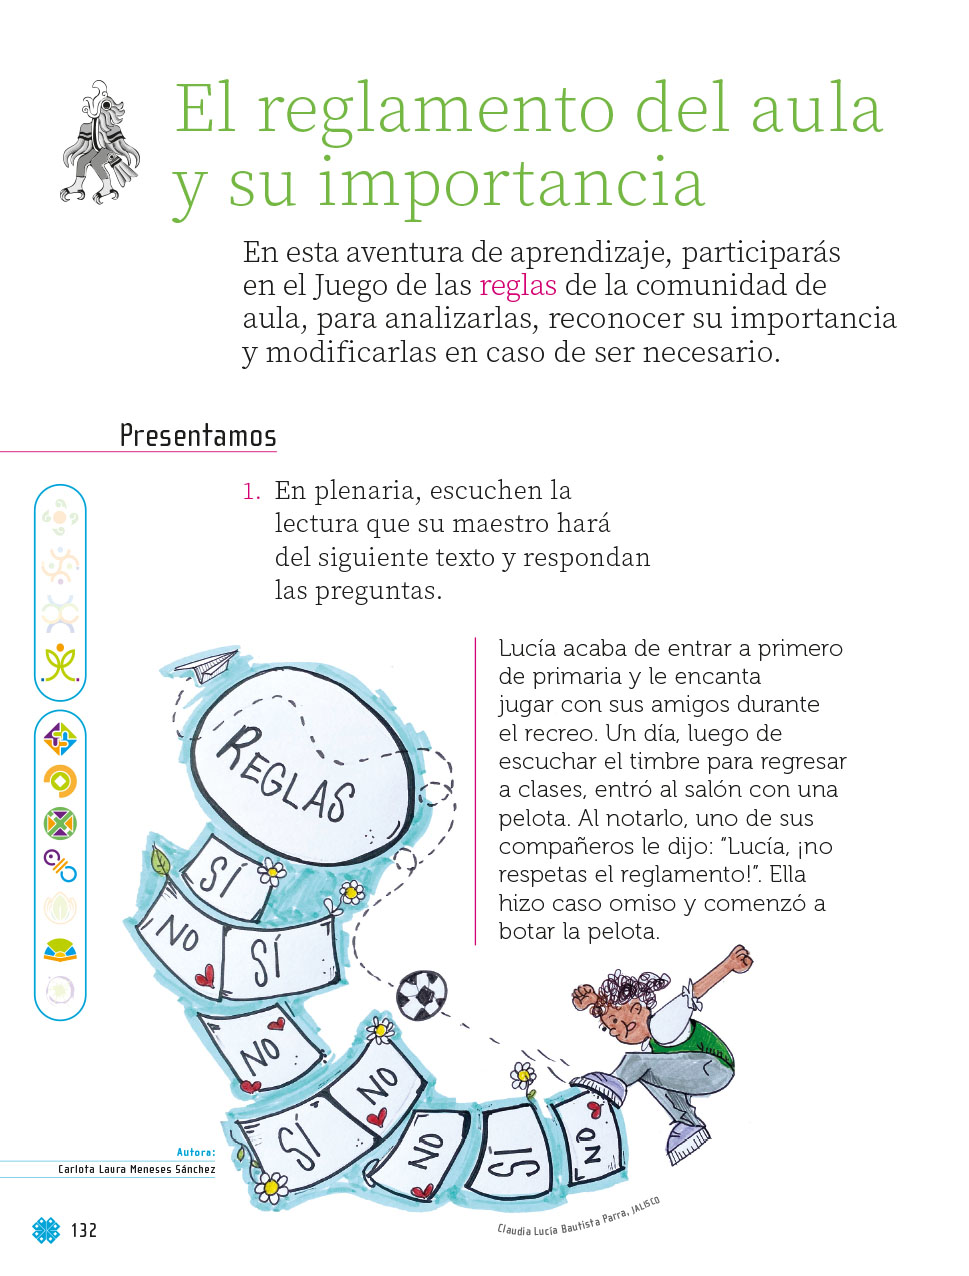 El reglamento del aula
y su importancia
En esta aventura de aprendizaje, participarás
en el Juego de las reglas de la comunidad de
aula, para analizarlas, reconocer su importancia
y modificarlas en caso de ser necesario.
Presentamos
1. En plenaria, escuchen la
lectura que su maestro hará
del siguiente texto y respondan
las preguntas.
Lucía acaba de entrar a primero
de primaria y le encanta
jugar con sus amigos durante
el recreo. Un día, luego de
escuchar el timbre para regresar
a clases, entró al salón con una
pelota. Al notarlo, uno de sus
compañeros le dijo: “Lucía, ¡no
respetas el reglamento!”. Ella
hizo caso omiso y comenzó a
botar la pelota.
REGLAS
SÍ
NO
SÍ
NO
SÍ
NO
NO
SÍ
NO
Autora:
Carlota Laura Meneses Sánchez
Claudia Lucía Bautista Parra, JALISCO
132